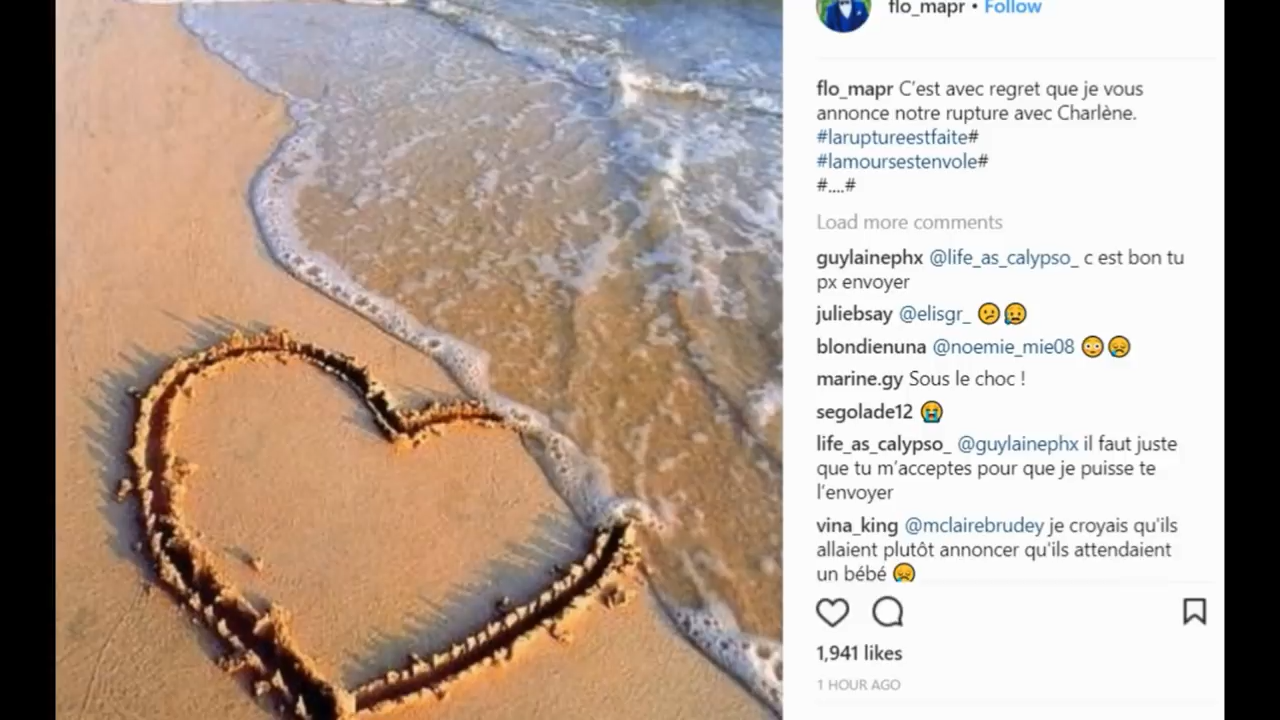 flo_mapr • Follow
flo_mapr C'est avec regret que je vous
annonce notre rupture avec Charlène.
#laruptureestfaite#
#lamoursestenvole#
#....#
Load more comments
guylainephx @life_as_calypso_ c est bon tu
px envoyer
juliebsay @elisgr_ 😕😥
blondienuna @noemie_mie08 😳😢
marine.gy Sous le choc !
segolade12 😭
life_as_calypso_ @guylainephx il faut juste
que tu m'acceptes pour que je puisse te
l'envoyer
vina_king @mclairebrudey je croyais qu'ils
allaient plutôt annoncer qu'ils attendaient
un bébé 😢
1,941 likes
1 HOUR AGO